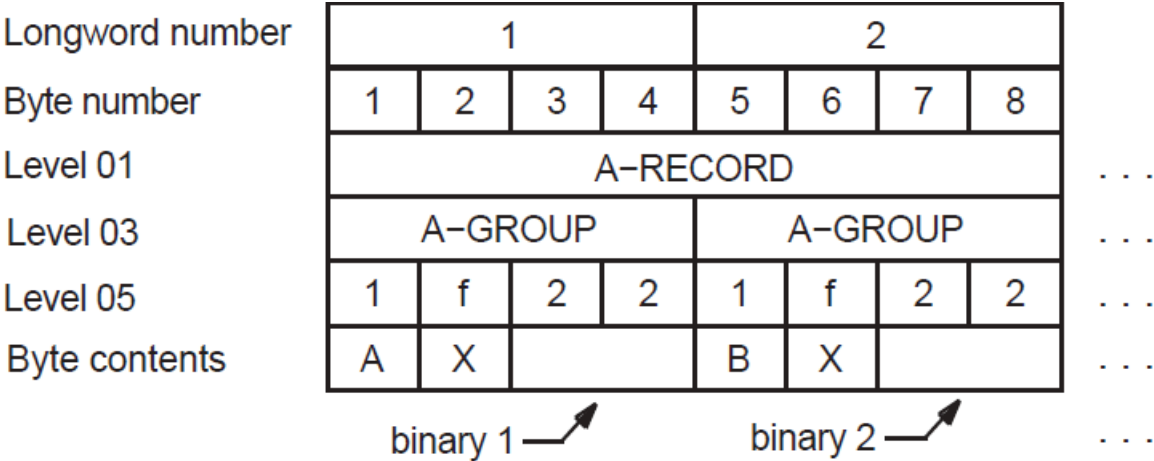 Longword number 1 2
Byte number 1 2 3 4 5 6 7 8
Level 01 A−RECORD . . .
Level 03 A−GROUP A−GROUP . . .
Level 05 1 f 2 2 1 f 2 2 . . .
Byte contents A X B X . . .
binary 1 binary 2 . . .